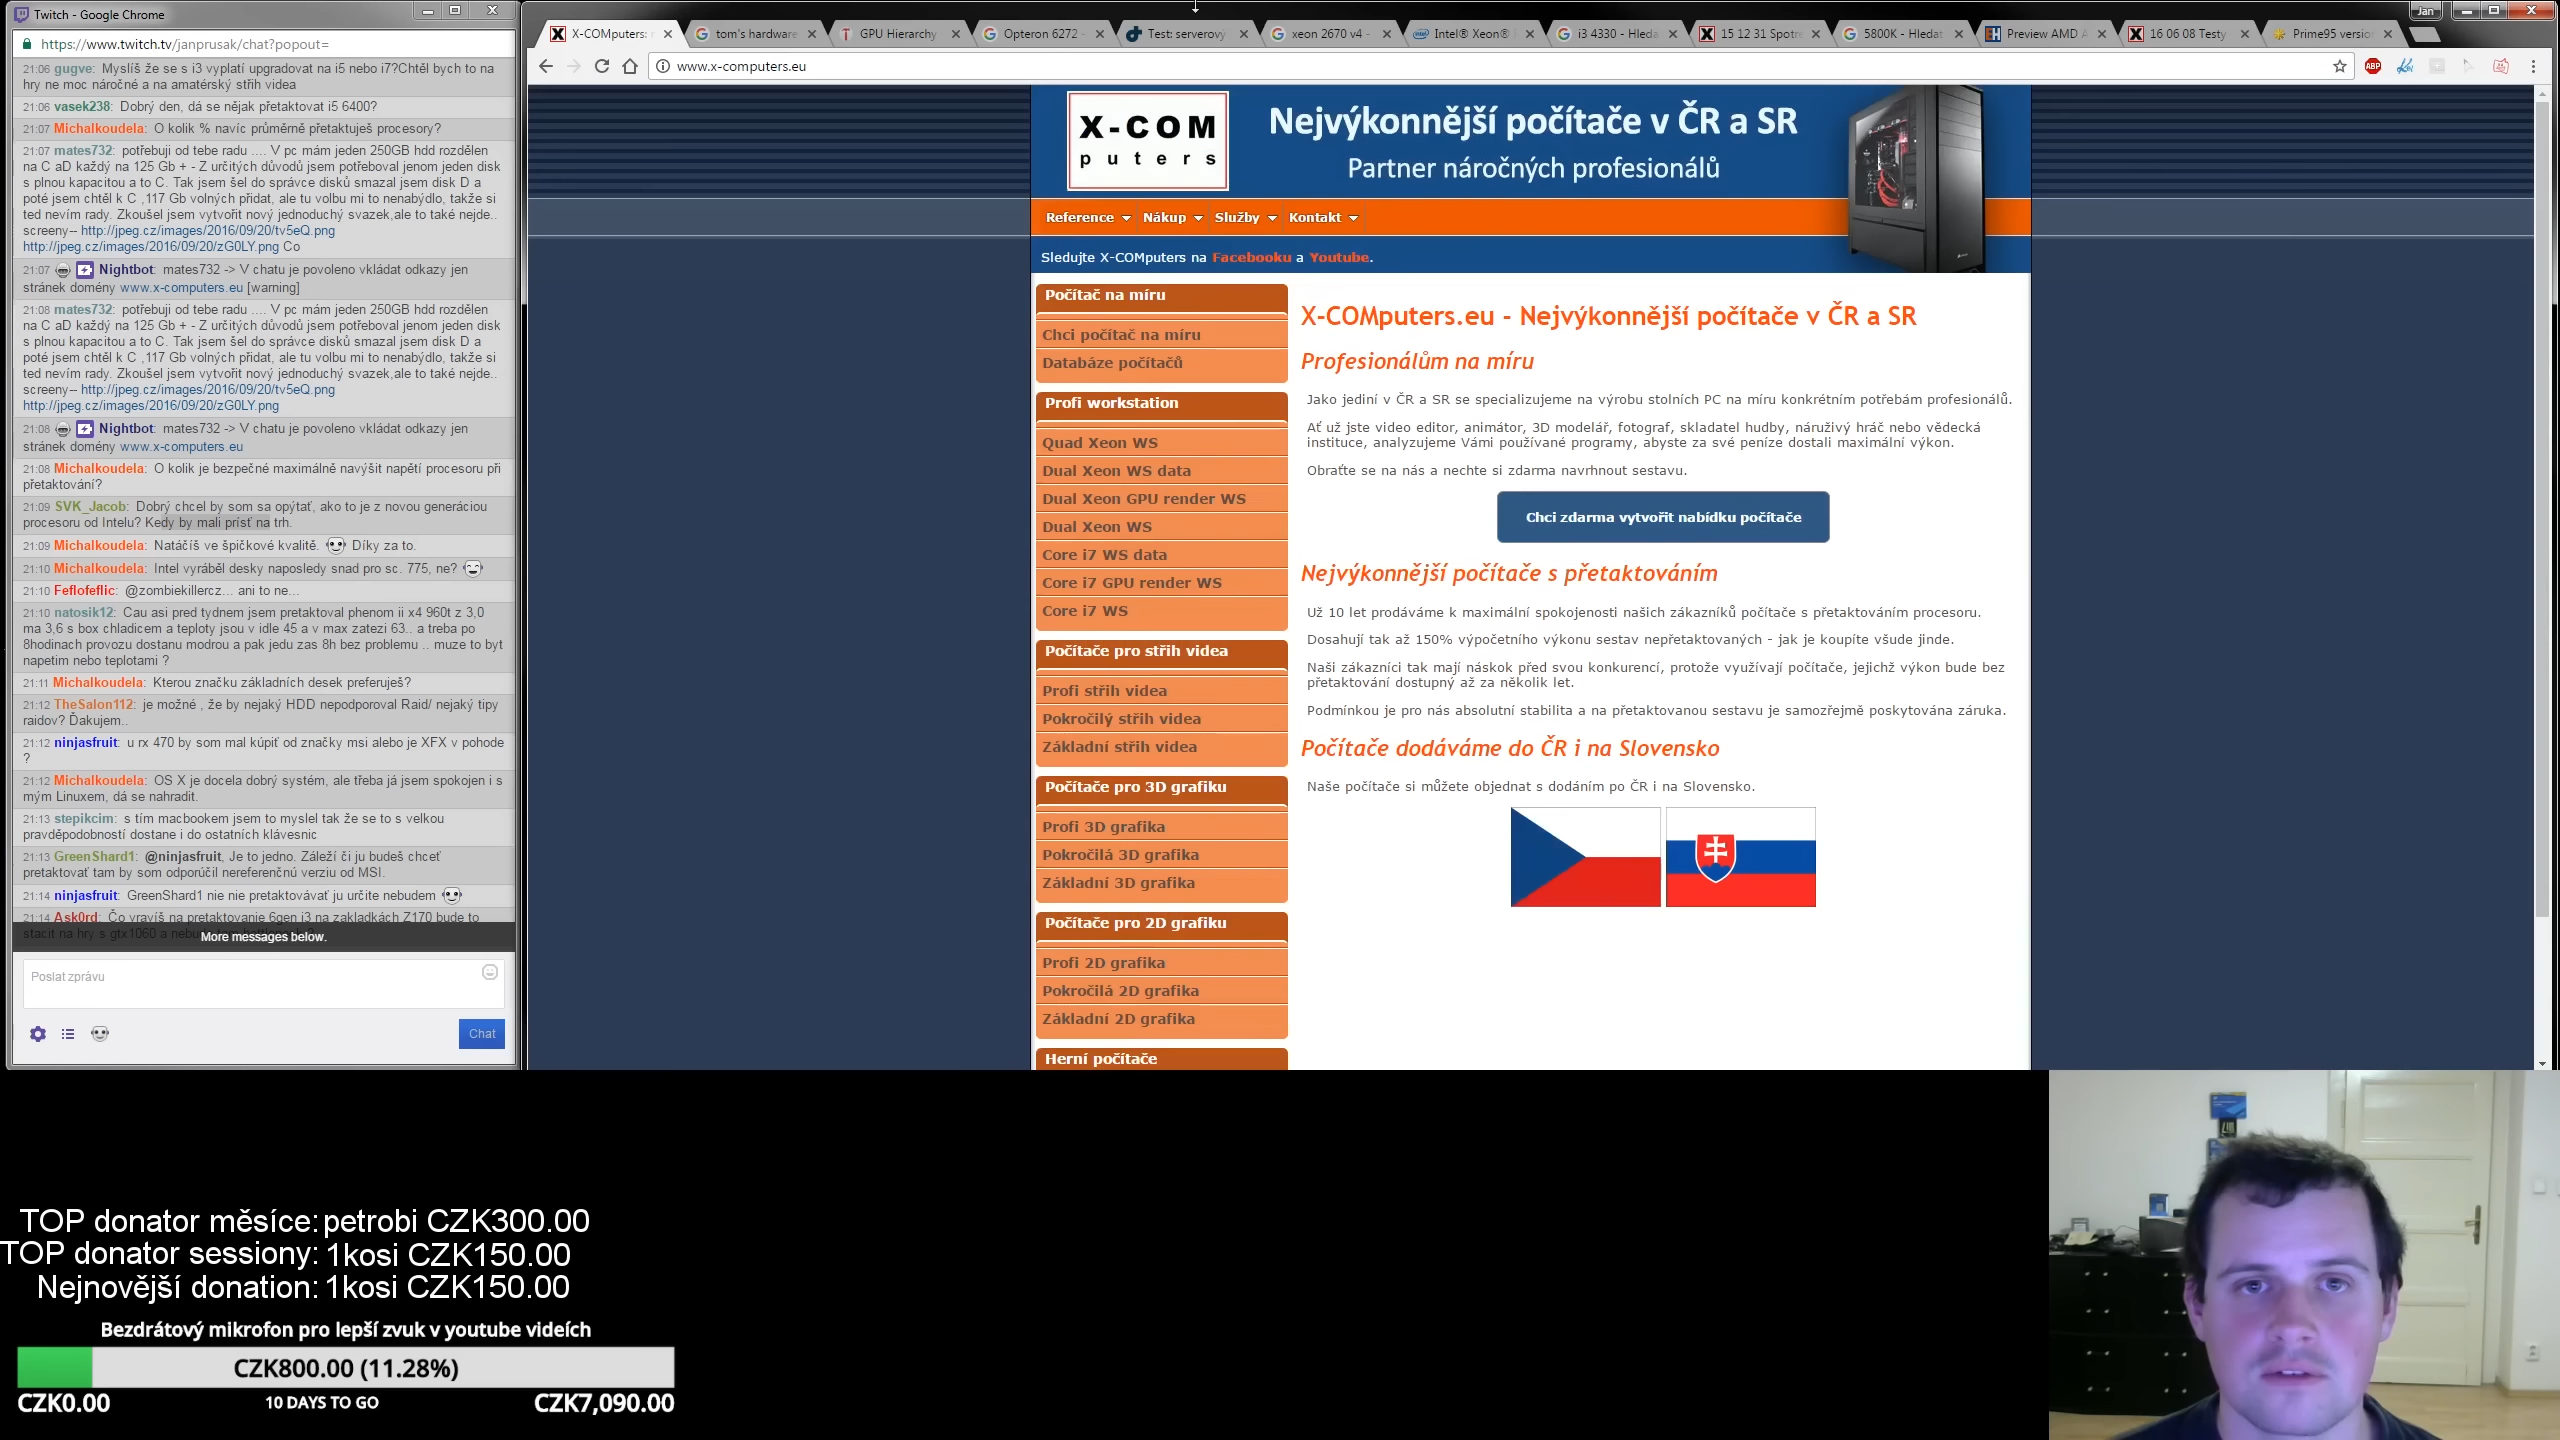 Twitch - Google Chrome
https://www.twitch.tv/janprusak/chat?popout=
21:06 gugve: Myslíš že se s i3 vyplatí upgradovat na i5 nebo i7?Chtěl bych to na
hry ne moc náročné a na amatérský střih videa
21:06 vasek238: Dobrý den, dá se nějak přetaktovat i5 6400?
21:07 Michalkoudela: O kolik % navíc průměrně přetaktuješ procesory?
21:07 mates732: potřebuji od tebe radu .... V pc mám jeden 250GB hdd rozdělen
na C aD každý na 125 Gb + - Z určitých důvodů jsem potřeboval jenom jeden disk
s plnou kapacitou a to C. Tak jsem šel do správce disků smazal jsem disk D a
poté jsem chtěl k C ,117 Gb volných přidat, ale tu volbu mi to nenabýdlo, takže si
ted nevím rady. Zkoušel jsem vytvořit nový jednoduchý svazek,ale to také nejde..
screeny-- http://jpeg.cz/images/2016/09/20/tv5eQ.png
http://jpeg.cz/images/2016/09/20/zG0LY.png Co
21:07 Nightbot: mates732 -> V chatu je povoleno vkládat odkazy jen
stránek domény www.x-computers.eu [warning]
21:08 mates732: potřebuji od tebe radu .... V pc mám jeden 250GB hdd rozdělen
na C aD každý na 125 Gb + - Z určitých důvodů jsem potřeboval jenom jeden disk
s plnou kapacitou a to C. Tak jsem šel do správce disků smazal jsem disk D a
poté jsem chtěl k C ,117 Gb volných přidat, ale tu volbu mi to nenabýdlo, takže si
ted nevím rady. Zkoušel jsem vytvořit nový jednoduchý svazek,ale to také nejde..
screeny-- http://jpeg.cz/images/2016/09/20/tv5eQ.png
http://jpeg.cz/images/2016/09/20/zG0LY.png
21:08 Nightbot: mates732 -> V chatu je povoleno vkládat odkazy jen
stránek domény www.x-computers.eu
21:08 Michalkoudela: O kolik je bezpečné maximálně navýšit napětí procesoru při
přetaktování?
21:09 SVK_Jacob: Dobrý chcel by som sa opýtať, ako to je z novou generáciou
procesoru od Intelu? Kedy by mali prísť na trh.
21:09 Michalkoudela: Natáčíš ve špičkové kvalitě. Díky za to.
21:10 Michalkoudela: Intel vyráběl desky naposledy snad pro sc. 775, ne?
21:10 Feflofeflic: @zombiekillercz... ani to ne...
21:10 natosik12: Cau asi pred tydnem jsem pretaktoval phenom ii x4 960t z 3,0
ma 3,6 s box chladicem a teploty jsou v idle 45 a v max zatezi 63.. a treba po
8hodinach provozu dostanu modrou a pak jedu zas 8h bez problemu .. muze to byt
napetim nebo teplotami ?
21:11 Michalkoudela: Kterou značku základních desek preferuješ?
21:12 TheSalon112: je možné , že by nejaký HDD nepodporoval Raid/ nejaký tipy
raidov? Ďakujem..
21:12 ninjasfruit: u rx 470 by som mal kúpiť od značky msi alebo je XFX v pohode
?
21:12 Michalkoudela: OS X je docela dobrý systém, ale třeba já jsem spokojen i s
mým Linuxem, dá se nahradit.
21:13 stepikcim: s tím macbookem jsem to myslel tak že se to s velkou
pravděpodobností dostane i do ostatních klávesnic
21:13 GreenShard1: @ninjasfruit, Je to jedno. Záleží či ju budeš chceť
pretaktovať tam by som odporúčil nereferenčnú verziu od MSI.
21:14 ninjasfruit: GreenShard1 nie nie pretaktovávať ju určite nebudem
21:14 Ask0rd: Čo vravíš na pretaktovanie 6gen i3 na zakladkách Z170 bude to
stacit na hry s gtx1060 a
More messages below.
Poslat zprávu
Chat
X-COMputers:
tom's hardware
GPU Hierarchy
Opteron 6272 -
Test: serverový
xeon 2670 v4 -
Intel® Xeon®
i3 4330 - Hleda
15 12 31 Spotr
5800K - Hledat
Preview AMD A
16 06 08 Testy
Prime95 versio
Jan
www.x-computers.eu
ABP
X-COM
puters
Nejvýkonnější počítače v ČR a SR
Partner náročných profesionálů
Reference Nákup Služby Kontakt
Sledujte X-COMputers na Facebooku a Youtube.
Počítač na míru
Chci počítač na míru
Databáze počítačů
Profi workstation
Quad Xeon WS
Dual Xeon WS data
Dual Xeon GPU render WS
Dual Xeon WS
Core i7 WS data
Core i7 GPU render WS
Core i7 WS
Počítače pro střih videa
Profi střih videa
Pokročilý střih videa
Základní střih videa
Počítače pro 3D grafiku
Profi 3D grafika
Pokročilá 3D grafika
Základní 3D grafika
Počítače pro 2D grafiku
Profi 2D grafika
Pokročilá 2D grafika
Základní 2D grafika
Herní počítače
X-COMputers.eu - Nejvýkonnější počítače v ČR a SR
Profesionálům na míru
Jako jediní v ČR a SR se specializujeme na výrobu stolních PC na míru konkrétním potřebám profesionálů.
Ať už jste video editor, animátor, 3D modelář, fotograf, skladatel hudby, náruživý hráč nebo vědecká
instituce, analyzujeme Vámi používané programy, abyste za své peníze dostali maximální výkon.
Obraťte se na nás a nechte si zdarma navrhnout sestavu.
Chci zdarma vytvořit nabídku počítače
Nejvýkonnější počítače s přetaktováním
Už 10 let prodáváme k maximální spokojenosti našich zákazníků počítače s přetaktováním procesoru.
Dosahují tak až 150% výpočetního výkonu sestav nepřetaktovaných - jak je koupíte všude jinde.
Naši zákazníci tak mají náskok před svou konkurencí, protože využívají počítače, jejichž výkon bude bez
přetaktování dostupný až za několik let.
Podmínkou je pro nás absolutní stabilita a na přetaktovanou sestavu je samozřejmě poskytována záruka.
Počítače dodáváme do ČR i na Slovensko
Naše počítače si můžete objednat s dodáním po ČR i na Slovensko.
TOP donator měsíce: petrobi CZK300.00
TOP donator sessiony: 1kosi CZK150.00
Nejnovější donation: 1kosi CZK150.00
Bezdrátový mikrofon pro lepší zvuk v youtube videích
CZK800.00 (11.28%)
CZK0.00 10 DAYS TO GO CZK7,090.00